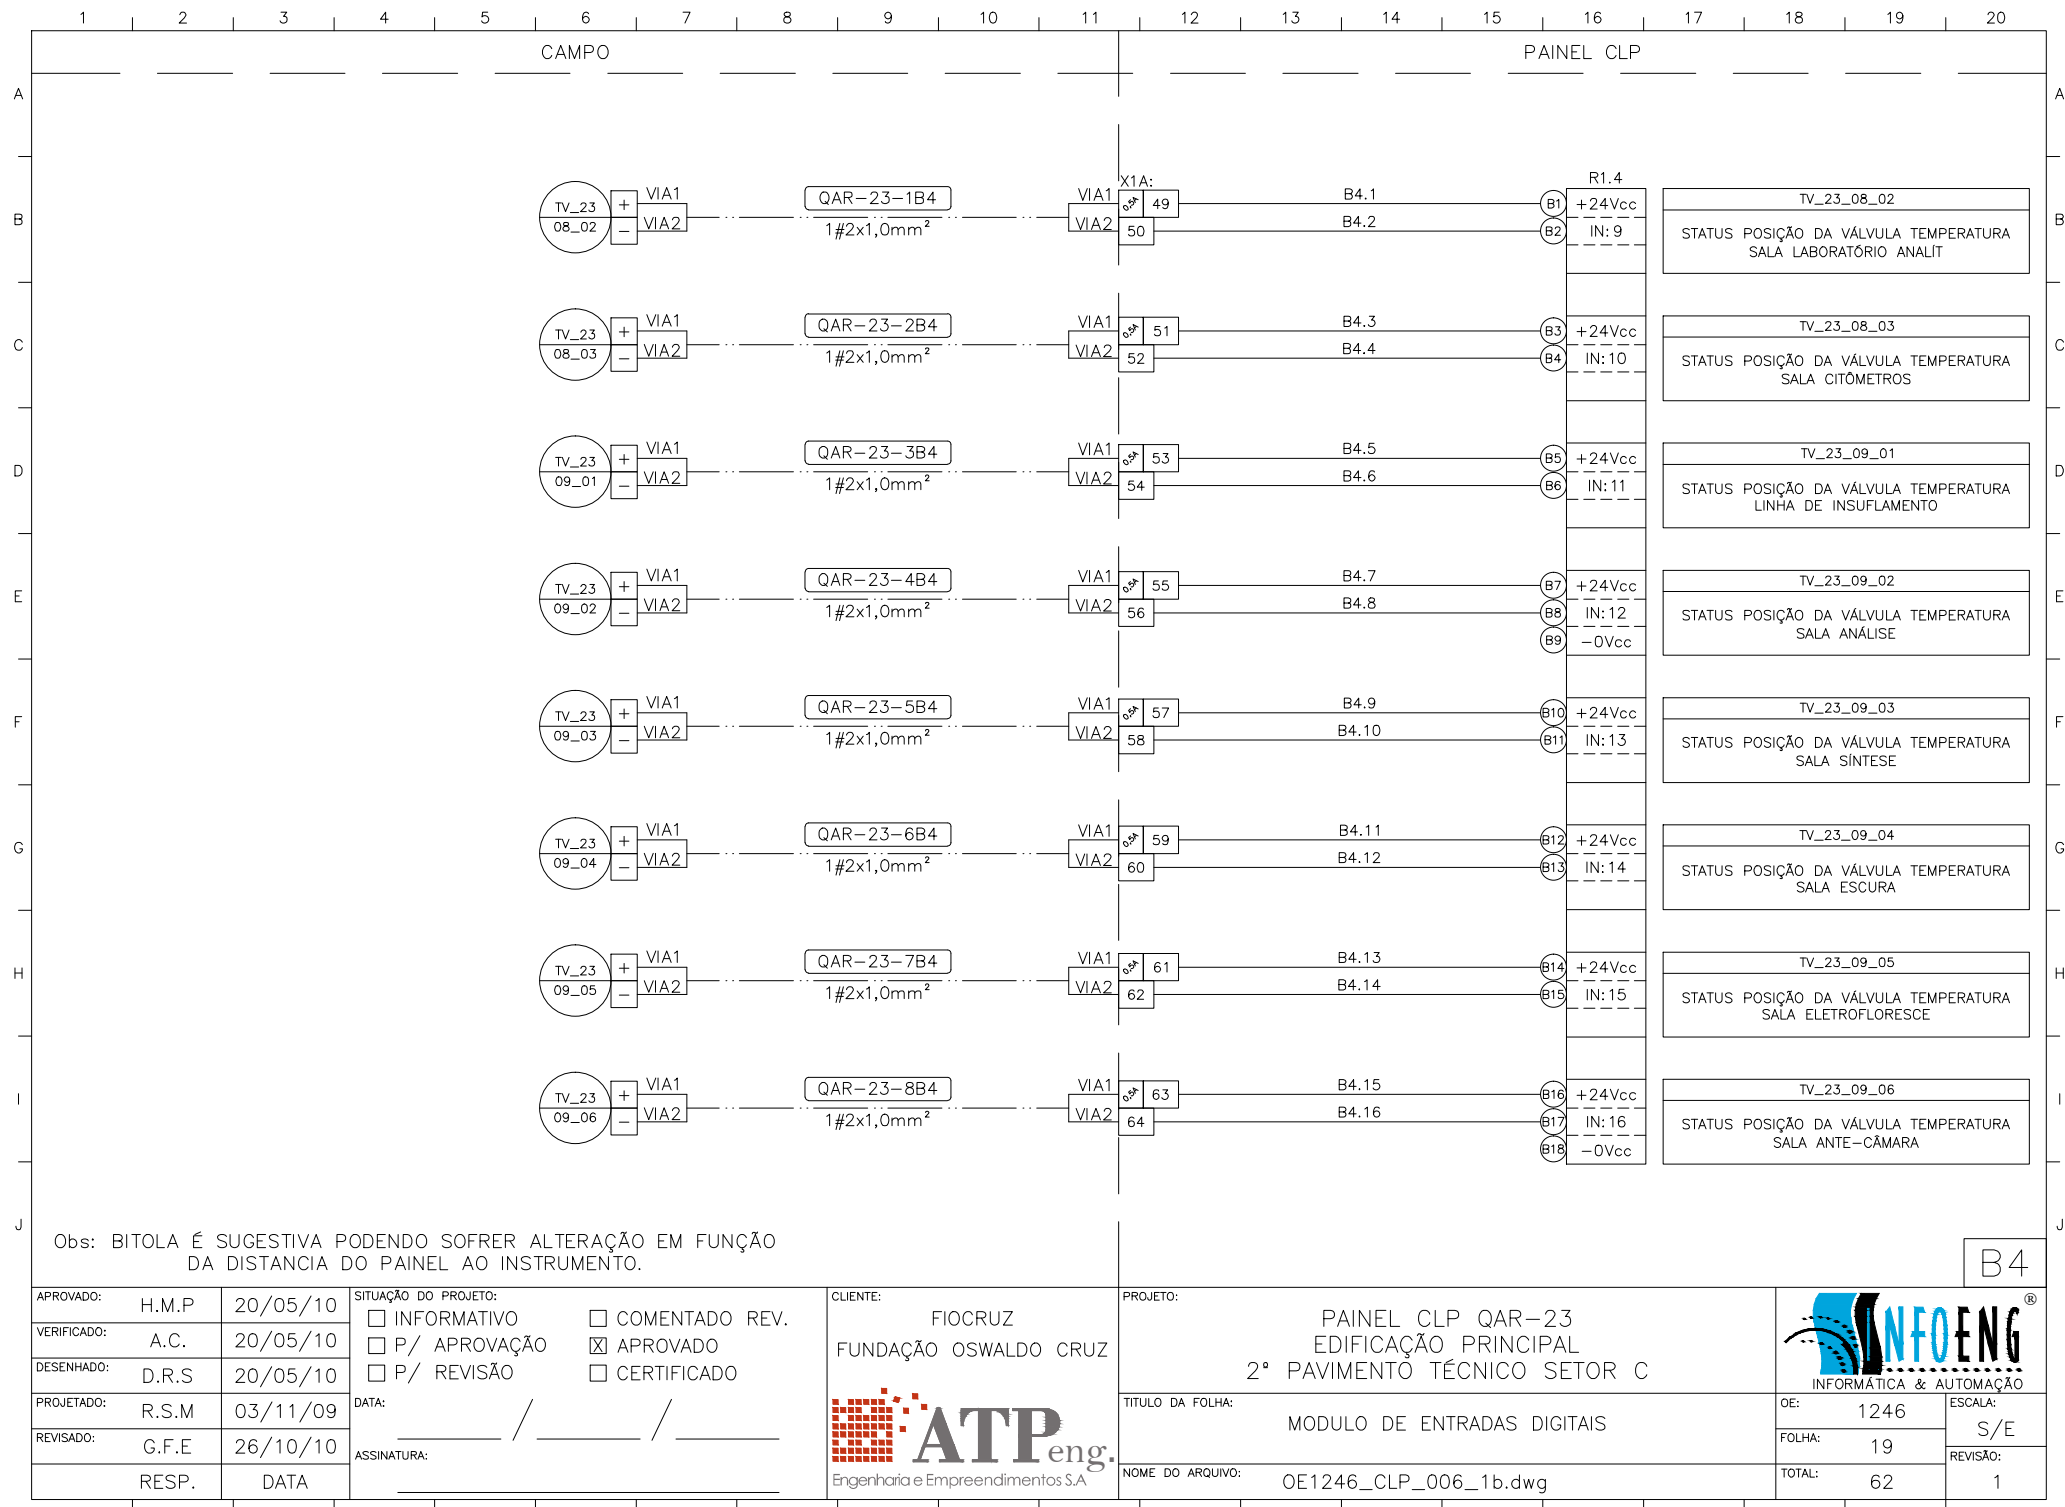 1 2 3 4 5 6 7 8 9 10 11 12 13 14 15 16 17 18 19 20
CAMPO
PAINEL CLP
A A
X1A:
R1.4
B B
TV_23
08_02
+
−
VIA1
VIA2
QAR-23-1B4
1#2x1,0mm²
VIA1
VIA2
0,5A 49
50
B4.1
B4.2
B1 +24Vcc
B2 IN:9
TV_23_08_02
STATUS POSIÇÃO DA VÁLVULA TEMPERATURA
SALA LABORATÓRIO ANALÍT
C C
TV_23
08_03
+
−
VIA1
VIA2
QAR-23-2B4
1#2x1,0mm²
VIA1
VIA2
0,5A 51
52
B4.3
B4.4
B3 +24Vcc
B4 IN:10
TV_23_08_03
STATUS POSIÇÃO DA VÁLVULA TEMPERATURA
SALA CITÔMETROS
D D
TV_23
09_01
+
−
VIA1
VIA2
QAR-23-3B4
1#2x1,0mm²
VIA1
VIA2
0,5A 53
54
B4.5
B4.6
B5 +24Vcc
B6 IN:11
TV_23_09_01
STATUS POSIÇÃO DA VÁLVULA TEMPERATURA
LINHA DE INSUFLAMENTO
E E
TV_23
09_02
+
−
VIA1
VIA2
QAR-23-4B4
1#2x1,0mm²
VIA1
VIA2
0,5A 55
56
B4.7
B4.8
B7 +24Vcc
B8 IN:12
B9 −0Vcc
TV_23_09_02
STATUS POSIÇÃO DA VÁLVULA TEMPERATURA
SALA ANÁLISE
F F
TV_23
09_03
+
−
VIA1
VIA2
QAR-23-5B4
1#2x1,0mm²
VIA1
VIA2
0,5A 57
58
B4.9
B4.10
B10 +24Vcc
B11 IN:13
TV_23_09_03
STATUS POSIÇÃO DA VÁLVULA TEMPERATURA
SALA SÍNTESE
G G
TV_23
09_04
+
−
VIA1
VIA2
QAR-23-6B4
1#2x1,0mm²
VIA1
VIA2
0,5A 59
60
B4.11
B4.12
B12 +24Vcc
B13 IN:14
TV_23_09_04
STATUS POSIÇÃO DA VÁLVULA TEMPERATURA
SALA ESCURA
H H
TV_23
09_05
+
−
VIA1
VIA2
QAR-23-7B4
1#2x1,0mm²
VIA1
VIA2
0,5A 61
62
B4.13
B4.14
B14 +24Vcc
B15 IN:15
TV_23_09_05
STATUS POSIÇÃO DA VÁLVULA TEMPERATURA
SALA ELETROFLORESCE
I I
TV_23
09_06
+
−
VIA1
VIA2
QAR-23-8B4
1#2x1,0mm²
VIA1
VIA2
0,5A 63
64
B4.15
B4.16
B16 +24Vcc
B17 IN:16
B18 −0Vcc
TV_23_09_06
STATUS POSIÇÃO DA VÁLVULA TEMPERATURA
SALA ANTE-CÂMARA
J J
Obs: BITOLA É SUGESTIVA PODENDO SOFRER ALTERAÇÃO EM FUNÇÃO
DA DISTANCIA DO PAINEL AO INSTRUMENTO.
B4
APROVADO: H.M.P 20/05/10
VERIFICADO: A.C. 20/05/10
DESENHADO: D.R.S 20/05/10
PROJETADO: R.S.M 03/11/09
REVISADO: G.F.E 26/10/10
RESP. DATA
SITUAÇÃO DO PROJETO:
INFORMATIVO COMENTADO REV.
P/ APROVAÇÃO X APROVADO
P/ REVISÃO CERTIFICADO
DATA: / /
ASSINATURA:
CLIENTE:
FIOCRUZ
FUNDAÇÃO OSWALDO CRUZ
ATPeng.
Engenharia e Empreendimentos S.A
PROJETO:
PAINEL CLP QAR-23
EDIFICAÇÃO PRINCIPAL
2º PAVIMENTO TÉCNICO SETOR C
TITULO DA FOLHA:
MODULO DE ENTRADAS DIGITAIS
NOME DO ARQUIVO: OE1246_CLP_006_1b.dwg
INFOENG ®
INFORMÁTICA & AUTOMAÇÃO
OE: 1246
FOLHA: 19
TOTAL: 62
ESCALA:
S/E
REVISÃO:
1